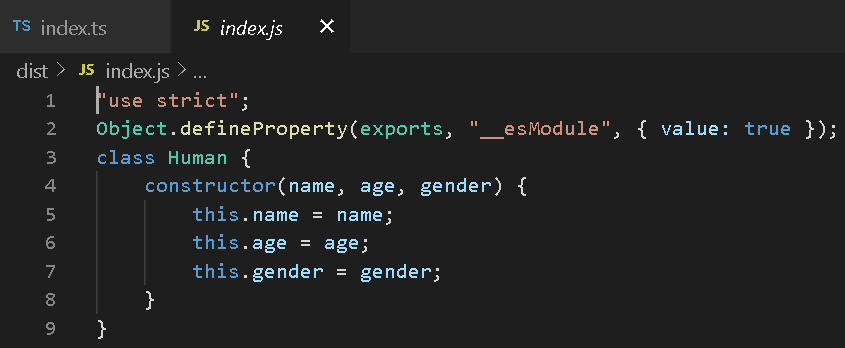 TS index.ts JS index.js ×
dist > JS index.js > ...
1 "use strict";
2 Object.defineProperty(exports, "__esModule", { value: true });
3 class Human {
4     constructor(name, age, gender) {
5         this.name = name;
6         this.age = age;
7         this.gender = gender;
8     }
9 }